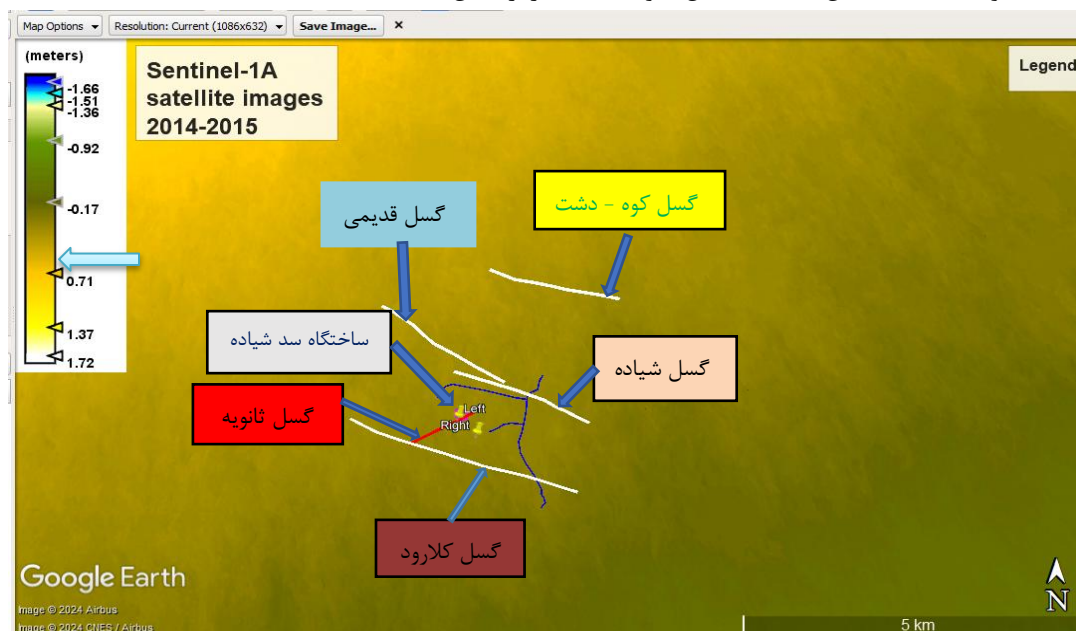 Map Options
Resolution: Current (1086x632)
Save Image...
(meters)
-1.66
-1.51
-1.36
-0.92
-0.17
0.71
1.37
1.72
Sentinel-1A
satellite images
2014-2015
Legend
گسل کوه - دشت
گسل قدیمی
ساختگاه سد شیاده
گسل شیاده
گسل ثانویه
Left
Right
گسل کلارود
Google Earth
Image © 2024 Airbus
Image © 2024 CNES / Airbus
N
5 km